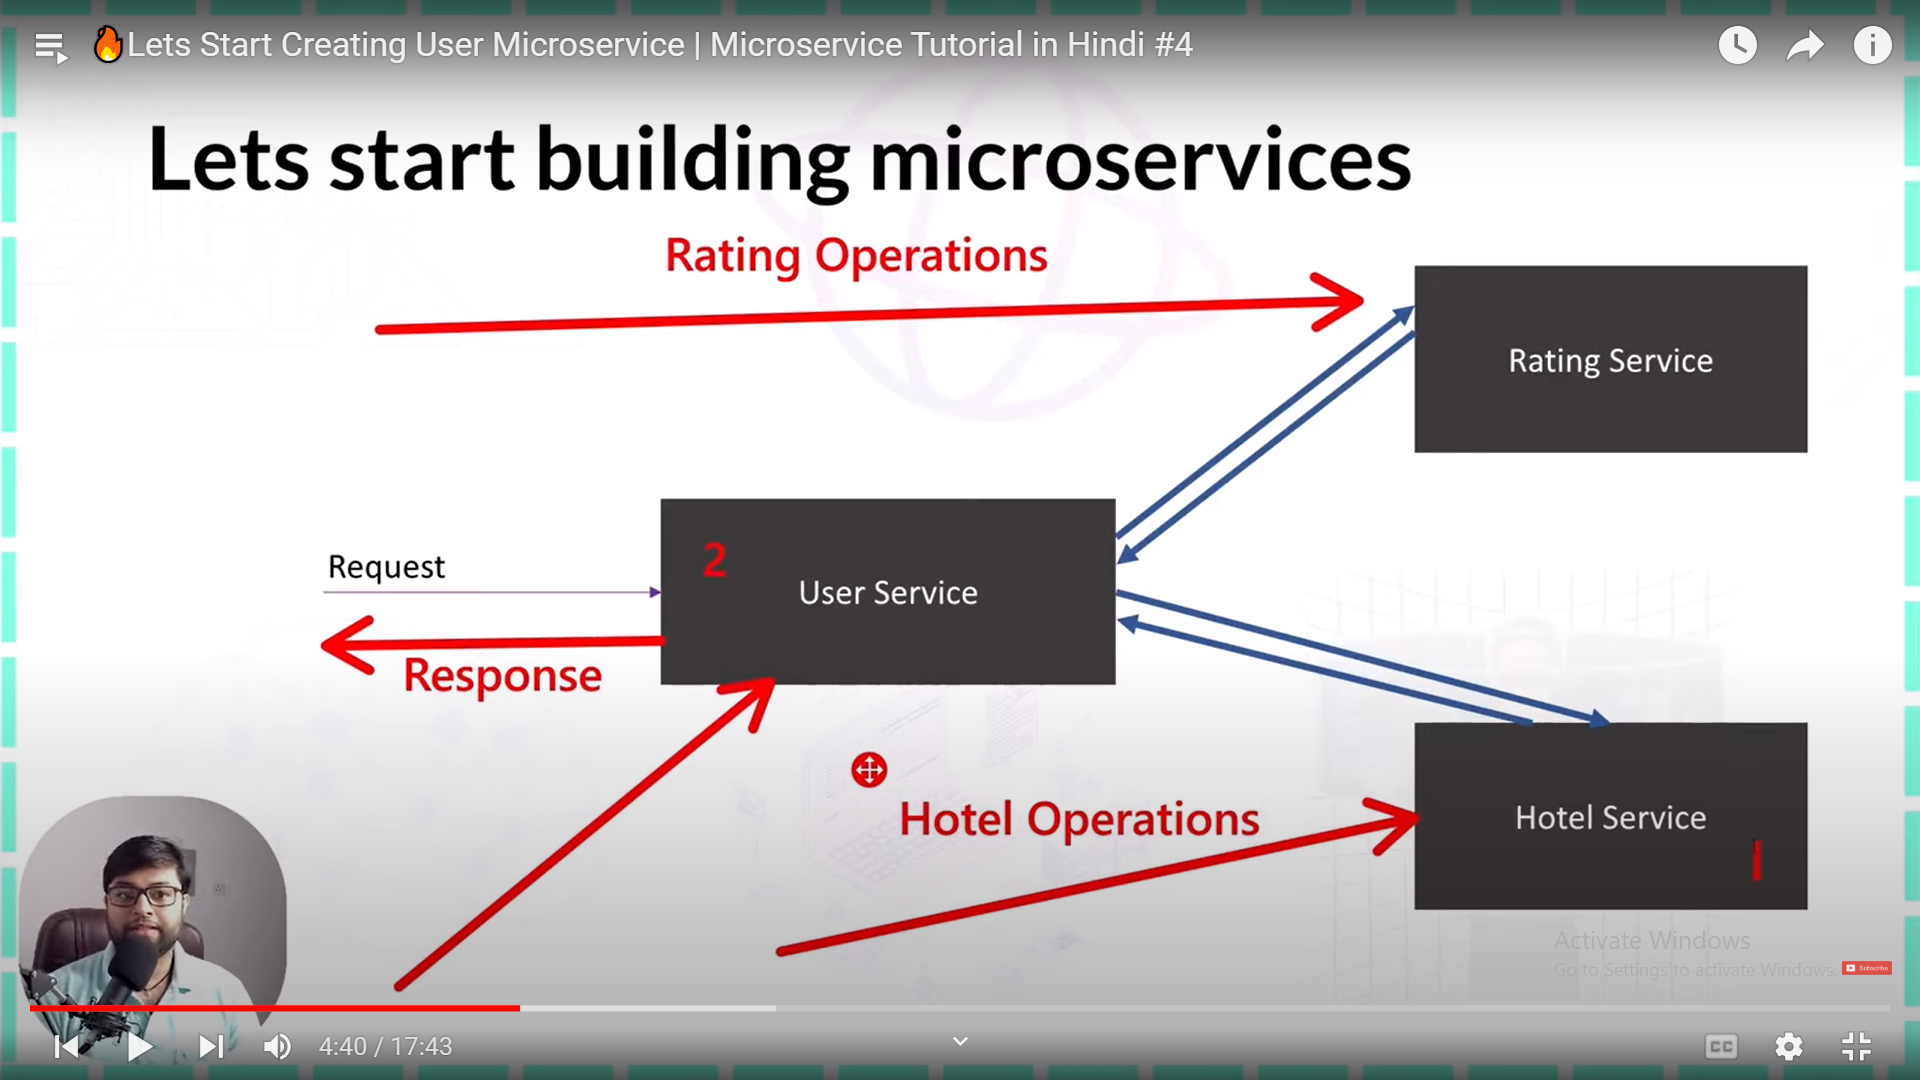 🔥Lets Start Creating User Microservice | Microservice Tutorial in Hindi #4
Lets start building microservices
Rating Operations
Rating Service
Request
2
User Service
Response
Hotel Operations
Hotel Service
1
Activate Windows
Go to Settings to activate Windows.
Subscribe
4:40 / 17:43
CC